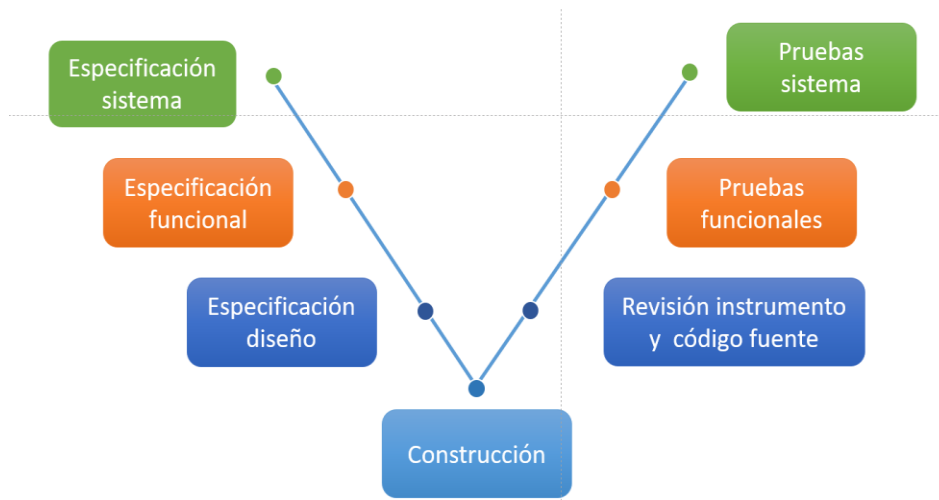 Especificación
sistema
Pruebas
sistema
Especificación
funcional
Pruebas
funcionales
Especificación
diseño
Revisión instrumento
y código fuente
Construcción